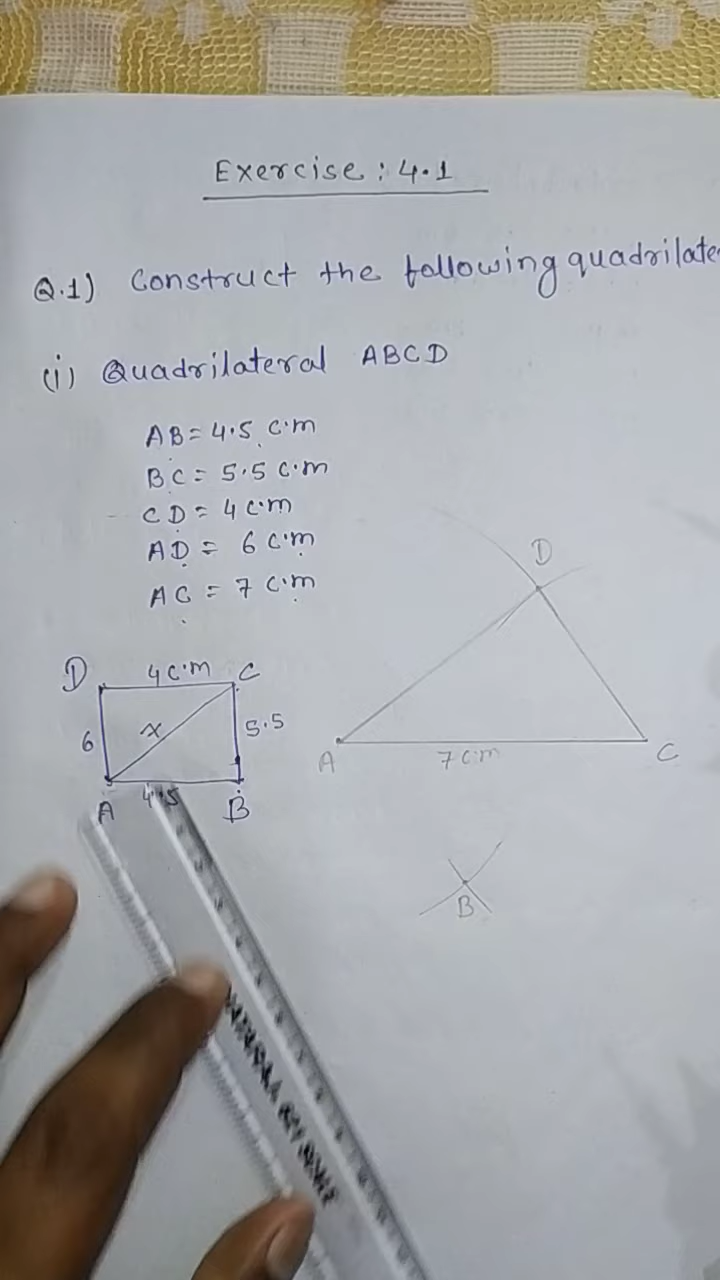 Exercise : 4.1
Q.1) Construct the following quadrilate
(i) Quadrilateral ABCD
AB = 4.5 c.m
BC = 5.5 c.m
CD = 4 c.m
AD = 6 c.m
AC = 7 c.m
D
D 4 c.m C
6 5.5
A 7 c.m C
A 4.5 B
B